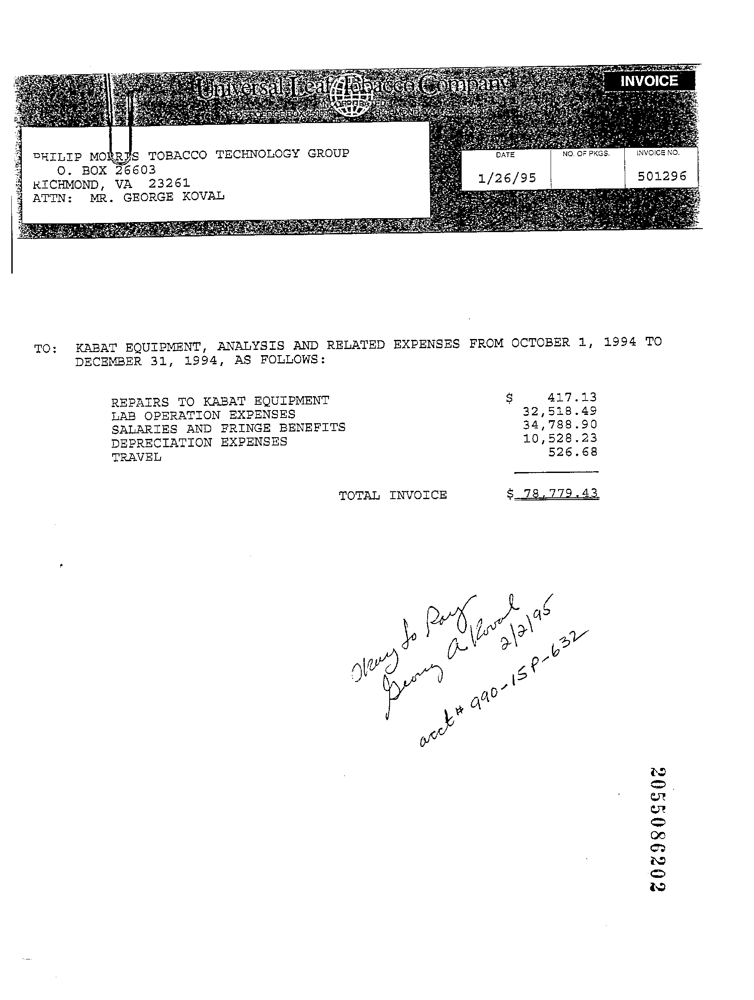 Universal Leaf Tobacco Company
INVOICE
PHILIP MORRIS TOBACCO TECHNOLOGY GROUP
O. BOX 26603
RICHMOND, VA 23261
ATTN: MR. GEORGE KOVAL
DATE NO. OF PKGS. INVOICE NO.
1/26/95 501296
TO: KABAT EQUIPMENT, ANALYSIS AND RELATED EXPENSES FROM OCTOBER 1, 1994 TO
DECEMBER 31, 1994, AS FOLLOWS:
REPAIRS TO KABAT EQUIPMENT $ 417.13
LAB OPERATION EXPENSES 32,518.49
SALARIES AND FRINGE BENEFITS 34,788.90
DEPRECIATION EXPENSES 10,528.23
TRAVEL 526.68
TOTAL INVOICE $ 78,779.43
Okay to Pay
George A Koval
2/2/95
acct # 990-15P-632
2055086202